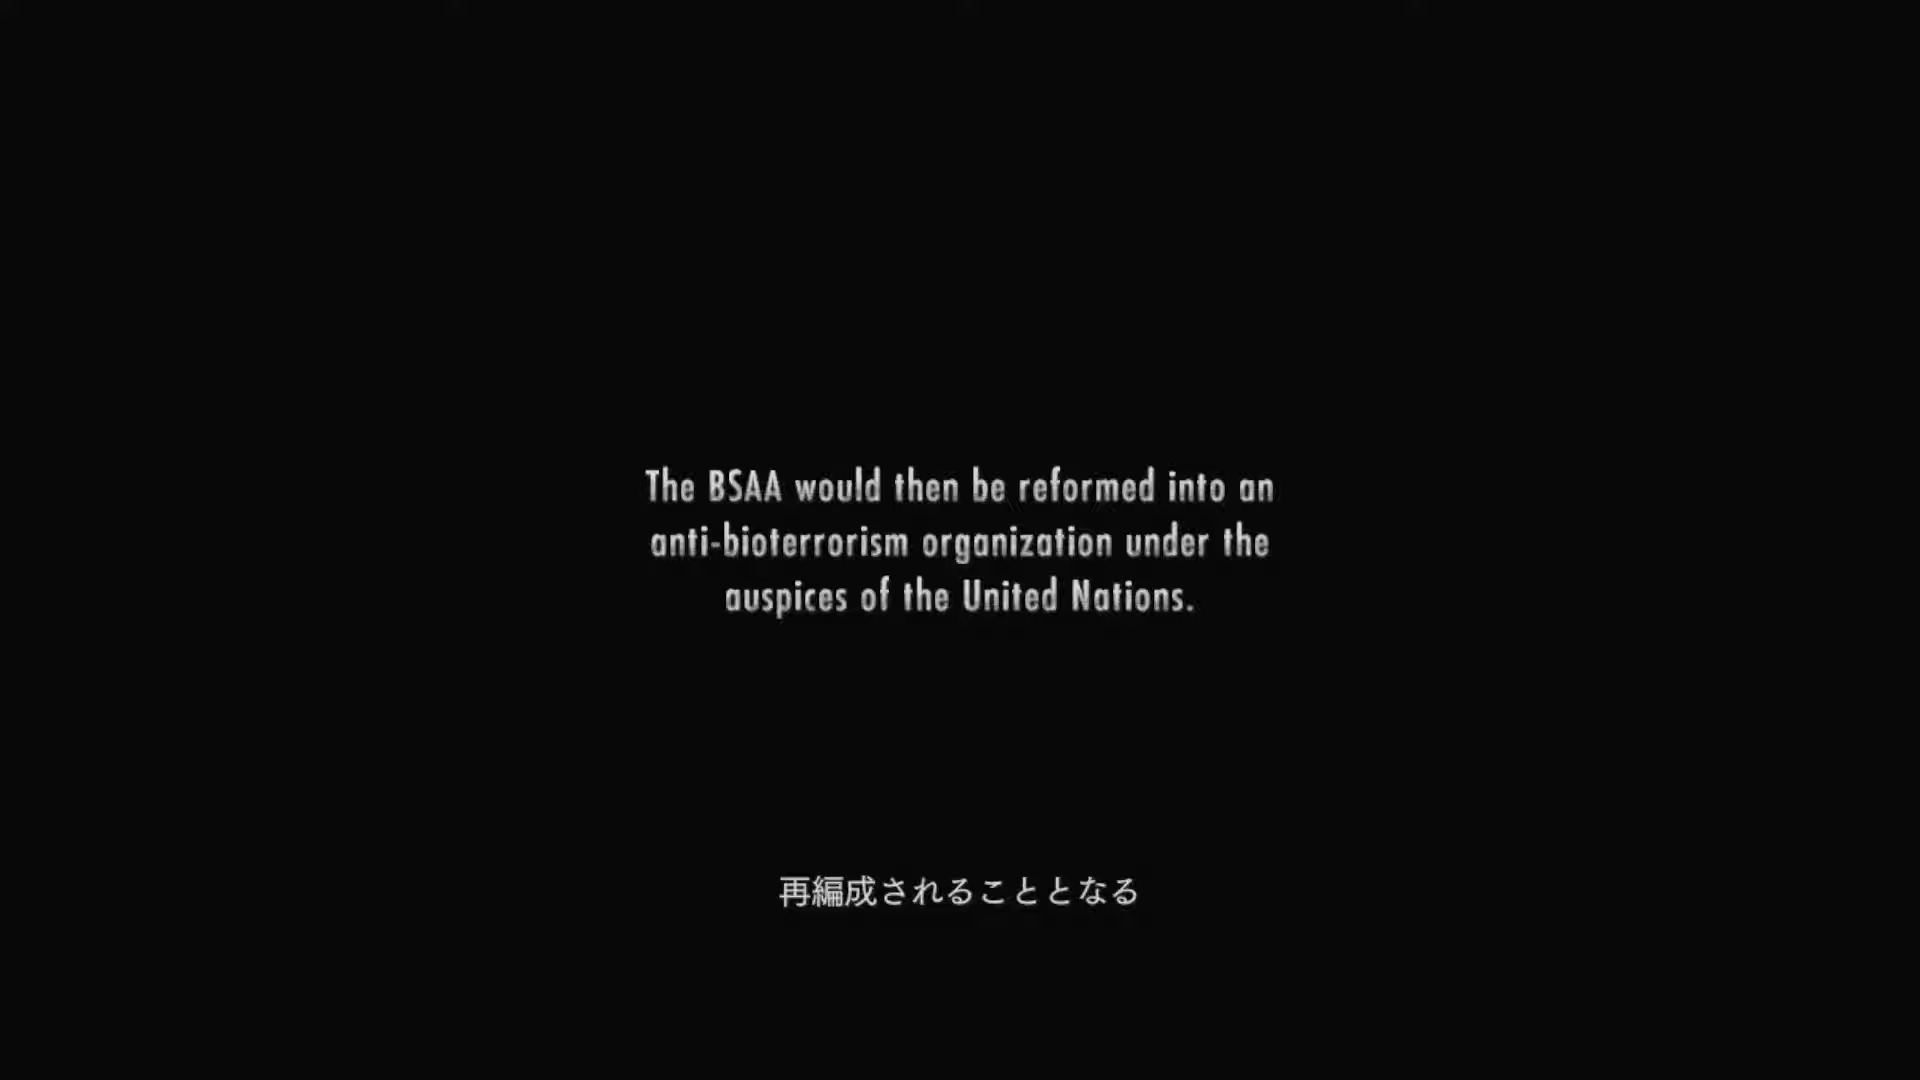 The BSAA would then be reformed into an
anti-bioterrorism organization under the
auspices of the United Nations.
再編成されることとなる